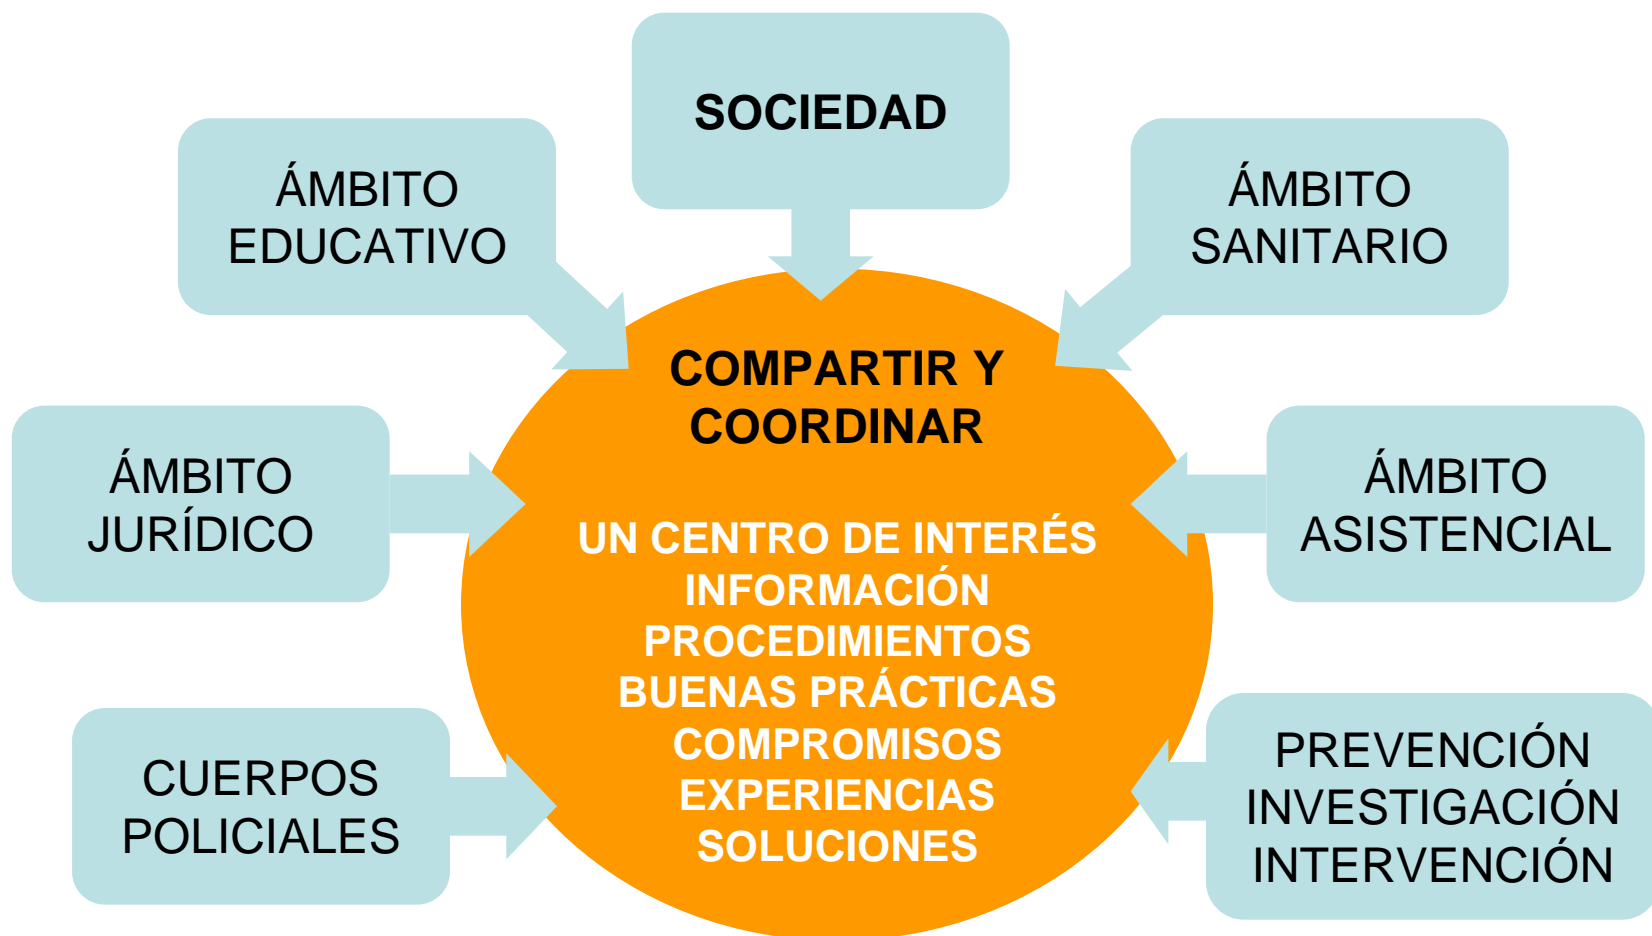 SOCIEDAD
ÁMBITO
EDUCATIVO
ÁMBITO
SANITARIO
COMPARTIR Y
COORDINAR
ÁMBITO
JURÍDICO
ÁMBITO
ASISTENCIAL
UN CENTRO DE INTERÉS
INFORMACIÓN
PROCEDIMIENTOS
BUENAS PRÁCTICAS
COMPROMISOS
EXPERIENCIAS
SOLUCIONES
CUERPOS
POLICIALES
PREVENCIÓN
INVESTIGACIÓN
INTERVENCIÓN